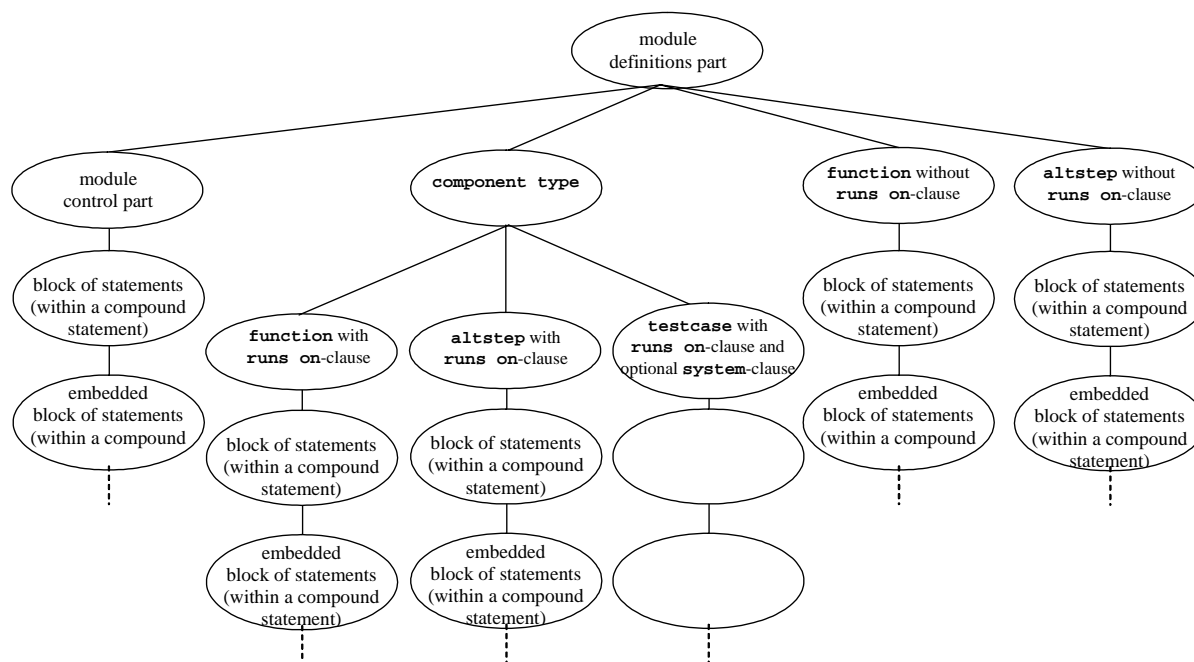 module
definitions part
module
control part
component type
function without
runs on-clause
altstep without
runs on-clause
block of statements
(within a compound
statement)
block of statements
(within a compound
statement)
block of statements
(within a compound
statement)
function with
runs on-clause
altstep with
runs on-clause
testcase with
runs on-clause and
optional system-clause
embedded
block of statements
(within a compound
embedded
block of statements
(within a compound
embedded
block of statements
(within a compound
statement)
block of statements
(within a compound
statement)
block of statements
(within a compound
statement)
embedded
block of statements
(within a compound
statement)
embedded
block of statements
(within a compound
statement)